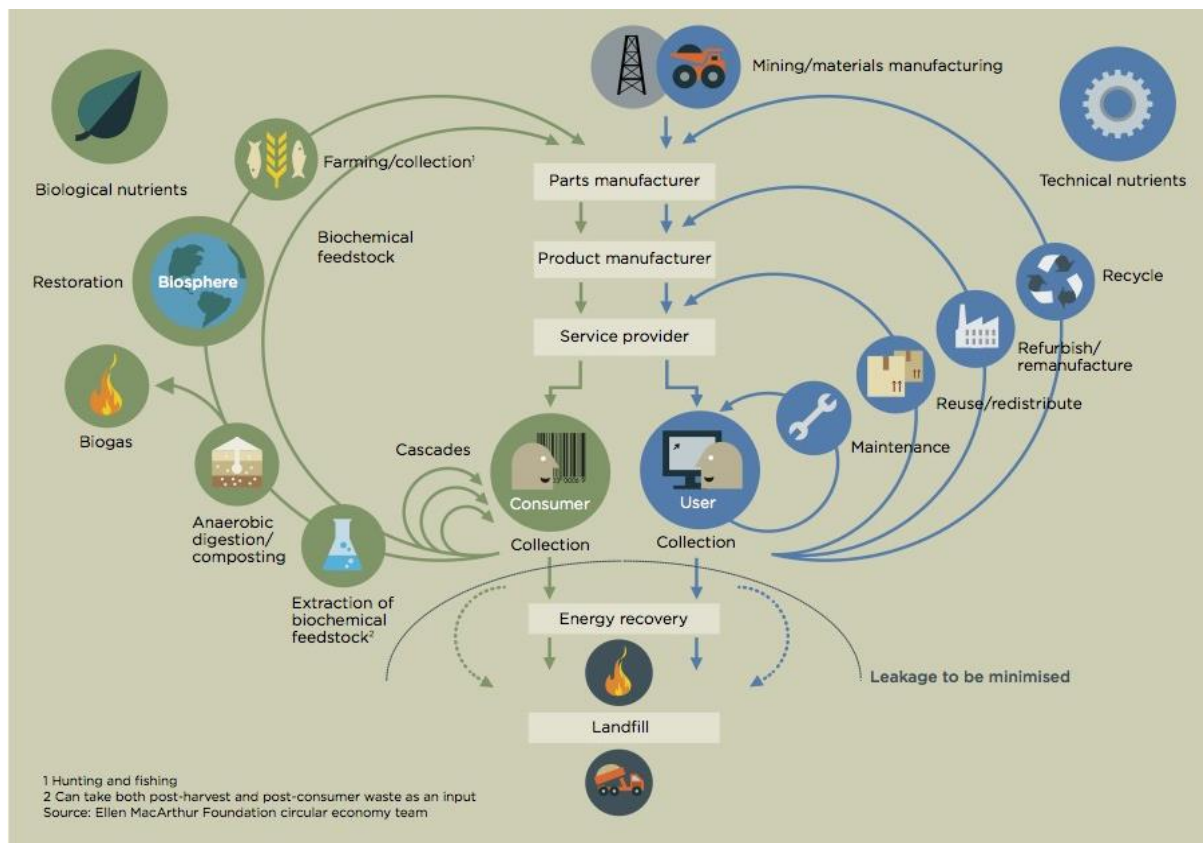 Mining/materials manufacturing
Biological nutrients
Technical nutrients
Farming/collection¹
Parts manufacturer
Biochemical
feedstock
Product manufacturer
Restoration
Biosphere
Recycle
Service provider
Refurbish/
remanufacture
Reuse/redistribute
Biogas
Cascades
Maintenance
Consumer
User
Anaerobic
digestion/
composting
Collection
Collection
Extraction of
biochemical
feedstock²
Energy recovery
Leakage to be minimised
Landfill
1 Hunting and fishing
2 Can take both post-harvest and post-consumer waste as an input
Source: Ellen MacArthur Foundation circular economy team